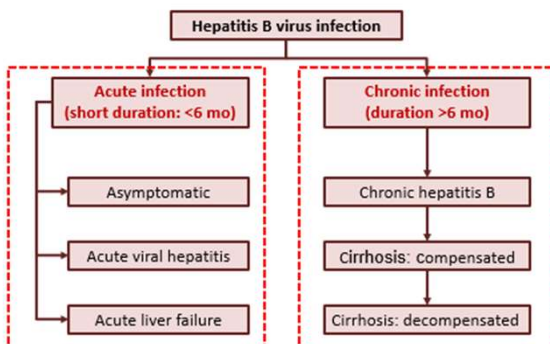 Hepatitis B virus infection
Acute infection
(short duration: <6 mo)
Asymptomatic
Acute viral hepatitis
Acute liver failure
Chronic infection
(duration >6 mo)
Chronic hepatitis B
Cirrhosis: compensated
Cirrhosis: decompensated